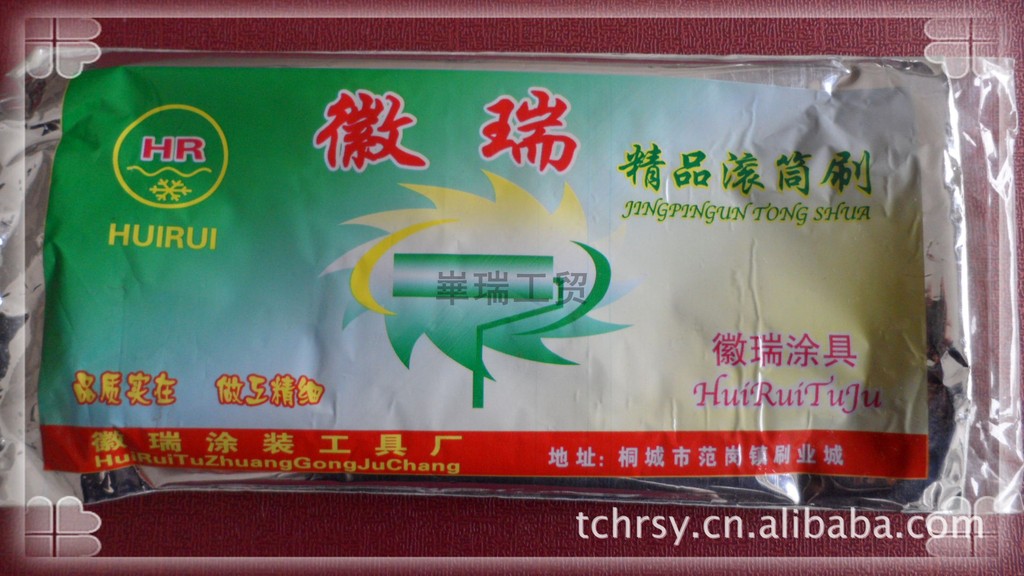 HR
HUIRUI
徽瑞
精品滚筒刷
JINGPINGUN TONG SHUA
崋瑞工贸
徽瑞涂具
HuiRuiTuJu
品质实在 做工精细
徽瑞涂装工具厂
HuiRuiTuZhuangGongJuChang
地址：桐城市范岗镇刷业城
tchrsy.cn.alibaba.com